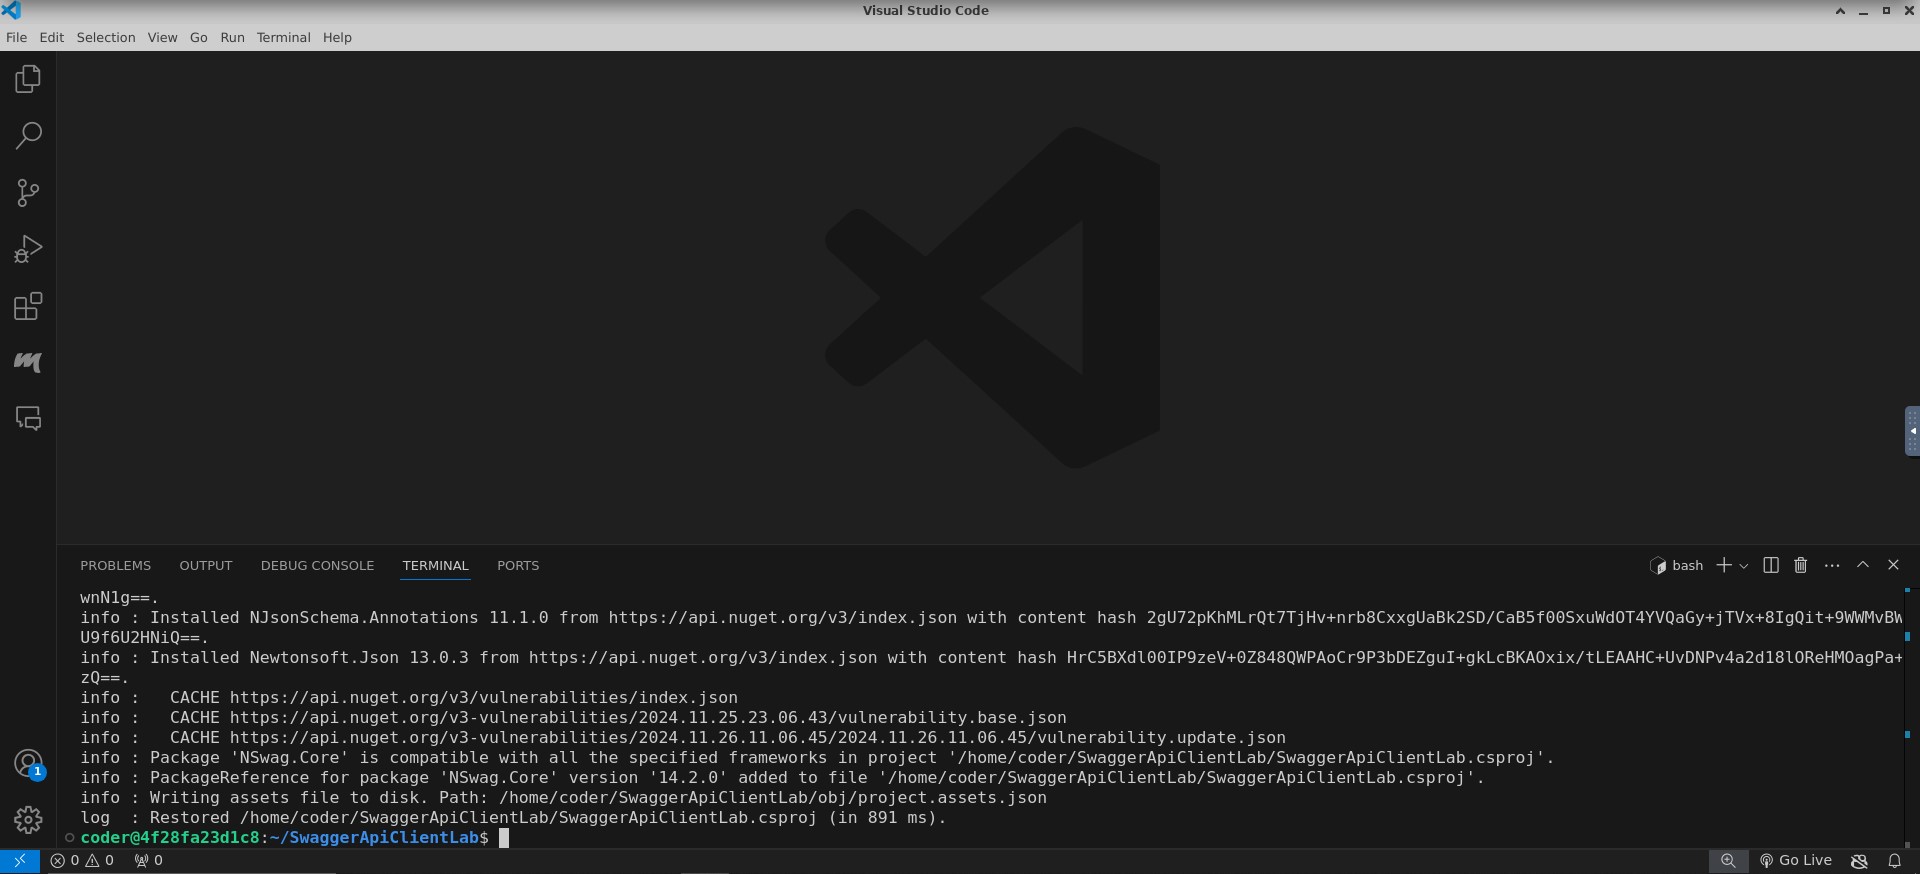 Visual Studio Code
File Edit Selection View Go Run Terminal Help
PROBLEMS OUTPUT DEBUG CONSOLE TERMINAL PORTS bash
wnN1g==.
info : Installed NJsonSchema.Annotations 11.1.0 from https://api.nuget.org/v3/index.json with content hash 2gU72pKhMLrQt7TjHv+nrb8CxxgUaBk2SD/CaB5f00SxuWdOT4YVQaGy+jTVx+8IgQit+9WWMvBW
U9f6U2HNiQ==.
info : Installed Newtonsoft.Json 13.0.3 from https://api.nuget.org/v3/index.json with content hash HrC5BXdl00IP9zeV+0Z848QWPAoCr9P3bDEZguI+gkLcBKAOxix/tLEAAHC+UvDNPv4a2d18lOReHMOagPa+
zQ==.
info :   CACHE https://api.nuget.org/v3/vulnerabilities/index.json
info :   CACHE https://api.nuget.org/v3-vulnerabilities/2024.11.25.23.06.43/vulnerability.base.json
info :   CACHE https://api.nuget.org/v3-vulnerabilities/2024.11.26.11.06.45/2024.11.26.11.06.45/vulnerability.update.json
info : Package 'NSwag.Core' is compatible with all the specified frameworks in project '/home/coder/SwaggerApiClientLab/SwaggerApiClientLab.csproj'.
info : PackageReference for package 'NSwag.Core' version '14.2.0' added to file '/home/coder/SwaggerApiClientLab/SwaggerApiClientLab.csproj'.
info : Writing assets file to disk. Path: /home/coder/SwaggerApiClientLab/obj/project.assets.json
log  : Restored /home/coder/SwaggerApiClientLab/SwaggerApiClientLab.csproj (in 891 ms).
coder@4f28fa23d1c8:~/SwaggerApiClientLab$
1
0 0 0 Go Live